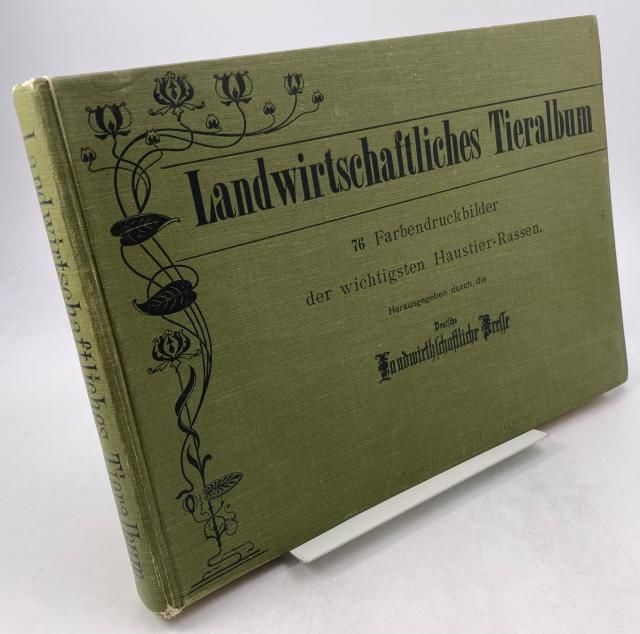 Landwirtschaftliches Tieralbum
Landwirtschaftliches Tieralbum
76 Farbendruckbilder
der wichtigsten Haustier-Rassen.
Herausgegeben durch die
Deutsche
Landwirthschaftliche Presse